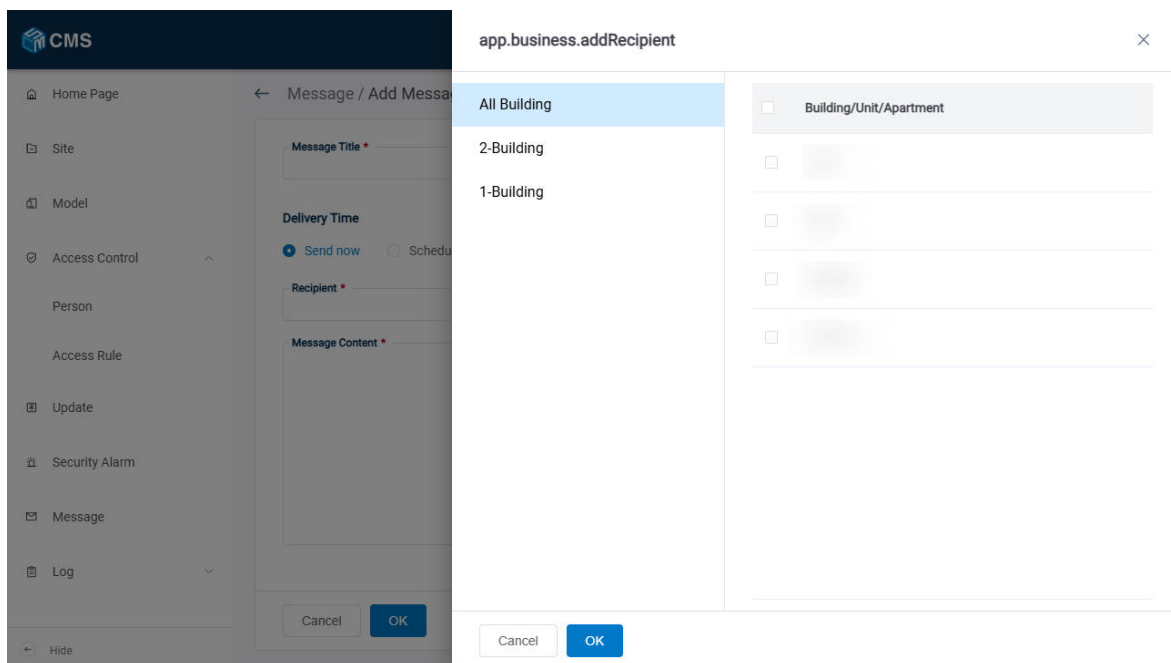 CMS
Home Page
Site
Model
Access Control
Person
Access Rule
Update
Security Alarm
Message
Log
Hide
Message / Add Messa
Message Title *
Delivery Time
Send now
Schedu
Recipient *
Message Content *
Cancel
OK
app.business.addRecipient
All Building
2-Building
1-Building
Building/Unit/Apartment
Cancel
OK